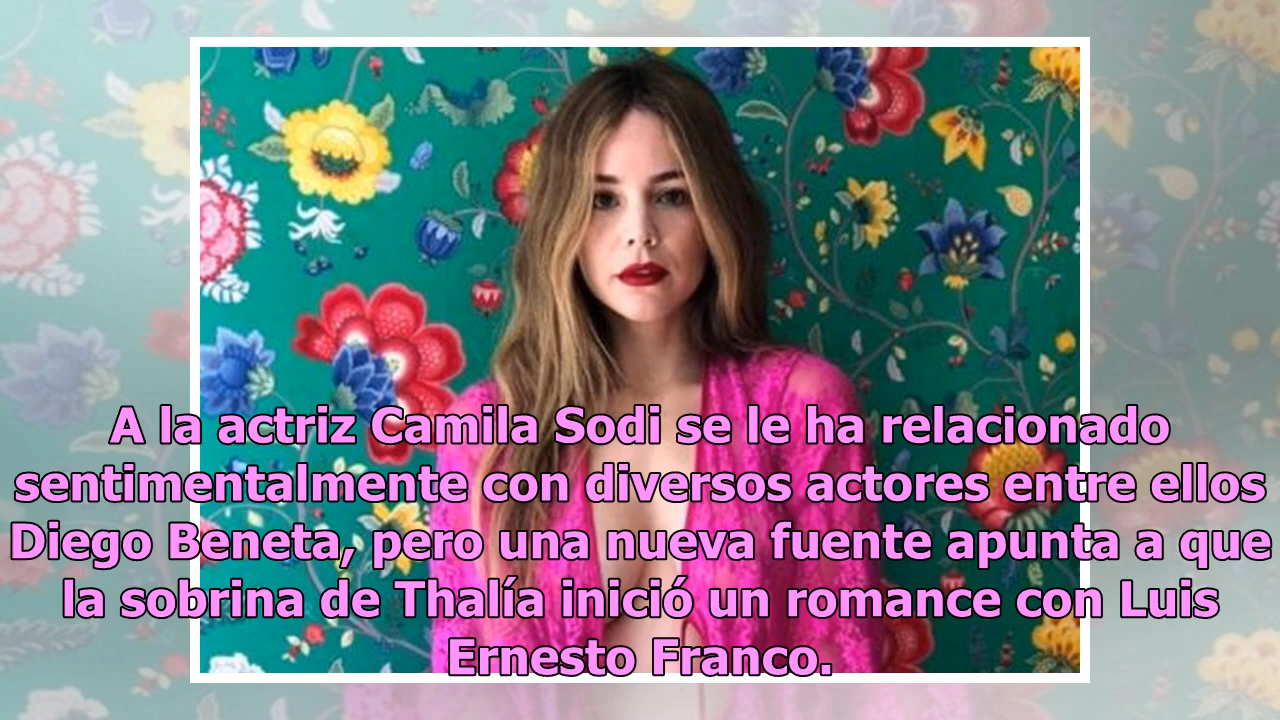 A la actriz Camila Sodi se le ha relacionado
sentimentalmente con diversos actores entre ellos
Diego Beneta, pero una nueva fuente apunta a que
la sobrina de Thalía inició un romance con Luis
Ernesto Franco.